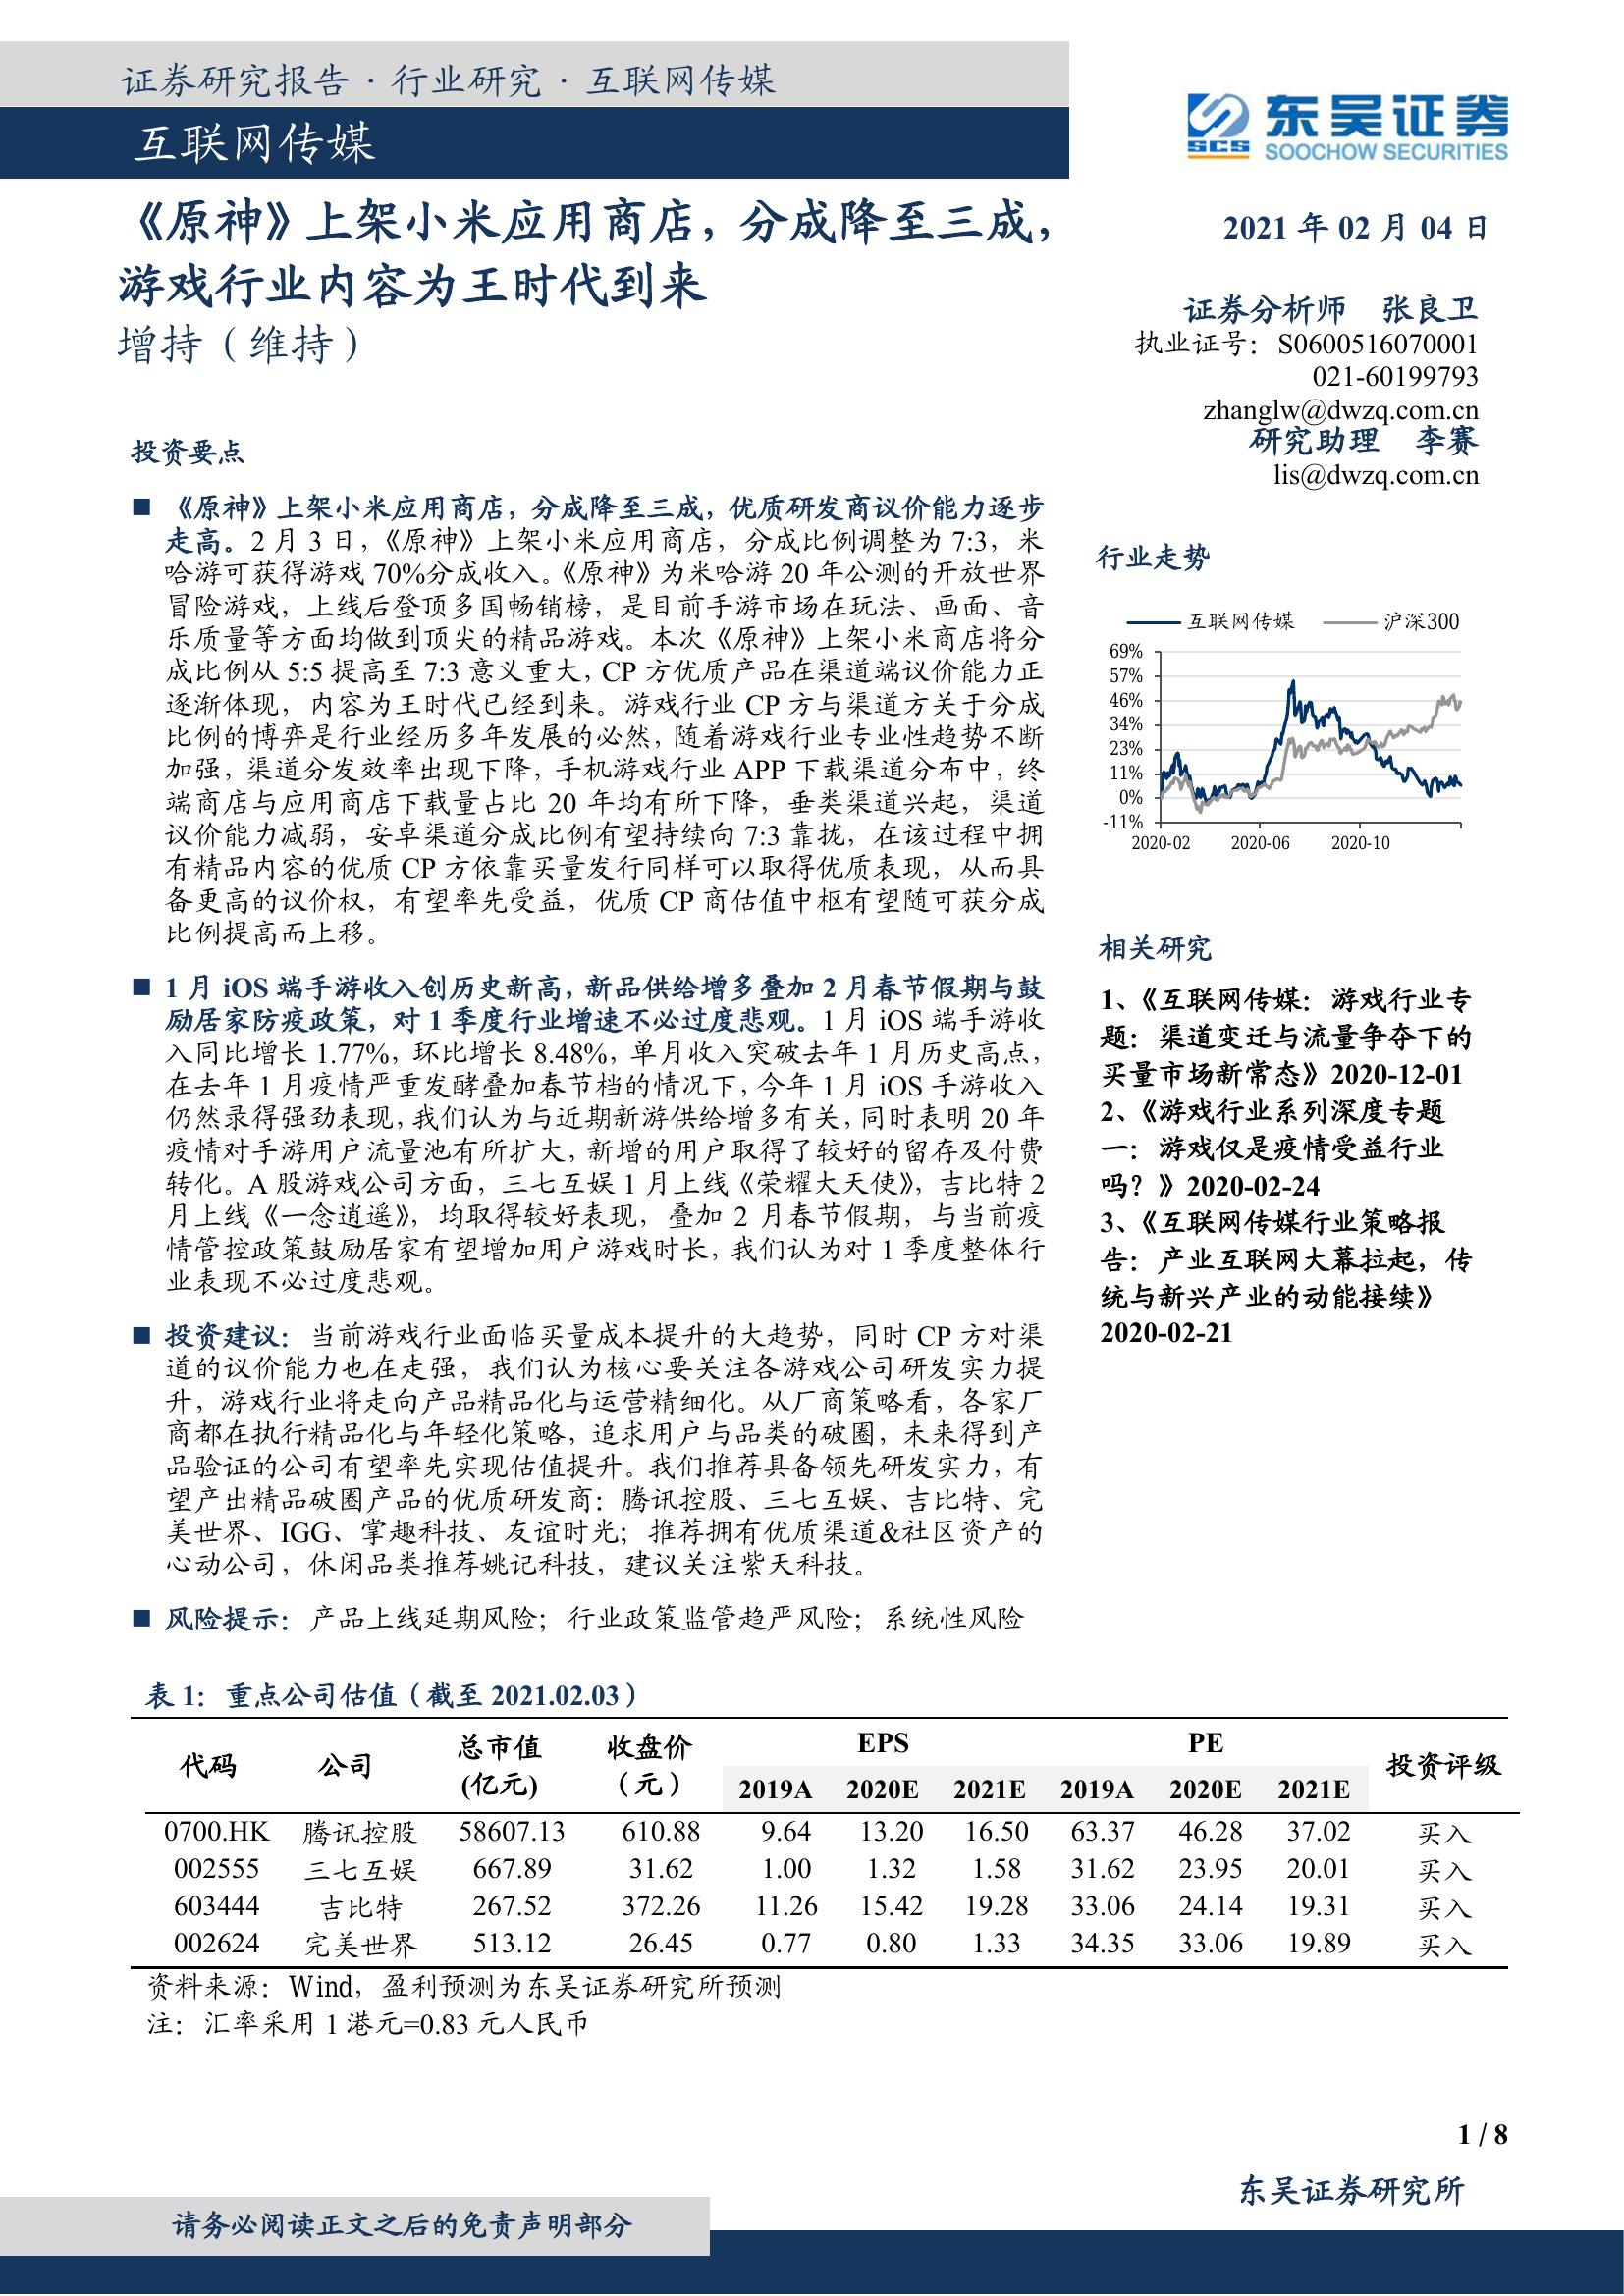 证券研究报告·行业研究·互联网传媒
互联网传媒
东吴证券
SCS
SOOCHOW SECURITIES
《原神》上架小米应用商店，分成降至三成，
游戏行业内容为王时代到来
增持（维持）
2021 年 02 月 04 日
证券分析师 张良卫
执业证号：S0600516070001
021-60199793
zhanglw@dwzq.com.cn
研究助理 李赛
lis@dwzq.com.cn
投资要点
■ 《原神》上架小米应用商店，分成降至三成，优质研发商议价能力逐步
走高。2 月 3 日，《原神》上架小米应用商店，分成比例调整为 7:3，米
哈游可获得游戏 70%分成收入。《原神》为米哈游 20 年公测的开放世界
冒险游戏，上线后登顶多国畅销榜，是目前手游市场在玩法、画面、音
乐质量等方面均做到顶尖的精品游戏。本次《原神》上架小米商店将分
成比例从 5:5 提高至 7:3 意义重大，CP 方优质产品在渠道端议价能力正
逐渐体现，内容为王时代已经到来。游戏行业 CP 方与渠道方关于分成
比例的博弈是行业经历多年发展的必然，随着游戏行业专业性趋势不断
加强，渠道分发效率出现下降，手机游戏行业 APP 下载渠道分布中，终
端商店与应用商店下载量占比 20 年均有所下降，垂类渠道兴起，渠道
议价能力减弱，安卓渠道分成比例有望持续向 7:3 靠拢，在该过程中拥
有精品内容的优质 CP 方依靠买量发行同样可以取得优质表现，从而具
备更高的议价权，有望率先受益，优质 CP 商估值中枢有望随可获分成
比例提高而上移。
■ 1 月 iOS 端手游收入创历史新高，新品供给增多叠加 2 月春节假期与鼓
励居家防疫政策，对 1 季度行业增速不必过度悲观。1 月 iOS 端手游收
入同比增长 1.77%，环比增长 8.48%，单月收入突破去年 1 月历史高点，
在去年 1 月疫情严重发酵叠加春节档的情况下，今年 1 月 iOS 手游收入
仍然录得强劲表现，我们认为与近期新游供给增多有关，同时表明 20 年
疫情对手游用户流量池有所扩大，新增的用户取得了较好的留存及付费
转化。A 股游戏公司方面，三七互娱 1 月上线《荣耀大天使》，吉比特 2
月上线《一念逍遥》，均取得较好表现，叠加 2 月春节假期，与当前疫
情管控政策鼓励居家有望增加用户游戏时长，我们认为对 1 季度整体行
业表现不必过度悲观。
■ 投资建议：当前游戏行业面临买量成本提升的大趋势，同时 CP 方对渠
道的议价能力也在走强，我们认为核心要关注各游戏公司研发实力提
升，游戏行业将走向产品精品化与运营精细化。从厂商策略看，各家厂
商都在执行精品化与年轻化策略，追求用户与品类的破圈，未来得到产
品验证的公司有望率先实现估值提升。我们推荐具备领先研发实力，有
望产出精品破圈产品的优质研发商：腾讯控股、三七互娱、吉比特、完
美世界、IGG、掌趣科技、友谊时光；推荐拥有优质渠道&社区资产的
心动公司，休闲品类推荐姚记科技，建议关注紫天科技。
■ 风险提示：产品上线延期风险；行业政策监管趋严风险；系统性风险
行业走势
互联网传媒 沪深300
69%
57%
46%
34%
23%
11%
0%
-11%
2020-02 2020-06 2020-10
相关研究
1、《互联网传媒：游戏行业专
题：渠道变迁与流量争夺下的
买量市场新常态》2020-12-01
2、《游戏行业系列深度专题
一：游戏仅是疫情受益行业
吗？》2020-02-24
3、《互联网传媒行业策略报
告：产业互联网大幕拉起，传
统与新兴产业的动能接续》
2020-02-21
表 1：重点公司估值（截至 2021.02.03）
代码 公司 总市值 收盘价 EPS PE 投资评级
(亿元) （元） 2019A 2020E 2021E 2019A 2020E 2021E
0700.HK 腾讯控股 58607.13 610.88 9.64 13.20 16.50 63.37 46.28 37.02 买入
002555 三七互娱 667.89 31.62 1.00 1.32 1.58 31.62 23.95 20.01 买入
603444 吉比特 267.52 372.26 11.26 15.42 19.28 33.06 24.14 19.31 买入
002624 完美世界 513.12 26.45 0.77 0.80 1.33 34.35 33.06 19.89 买入
资料来源：Wind，盈利预测为东吴证券研究所预测
注：汇率采用 1 港元=0.83 元人民币
1 / 8
东吴证券研究所
请务必阅读正文之后的免责声明部分